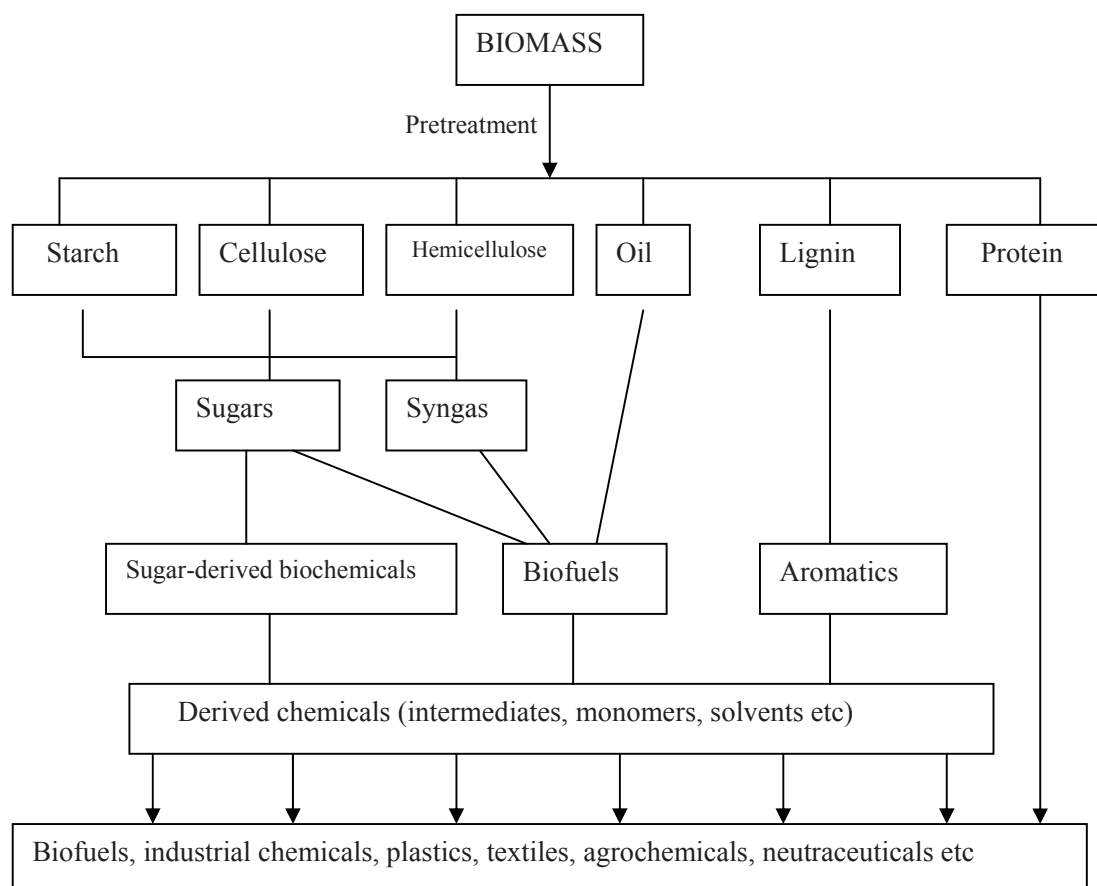 BIOMASS
Pretreatment
Starch
Cellulose
Hemicellulose
Oil
Lignin
Protein
Sugars
Syngas
Sugar-derived biochemicals
Biofuels
Aromatics
Derived chemicals (intermediates, monomers, solvents etc)
Biofuels, industrial chemicals, plastics, textiles, agrochemicals, neutraceuticals etc